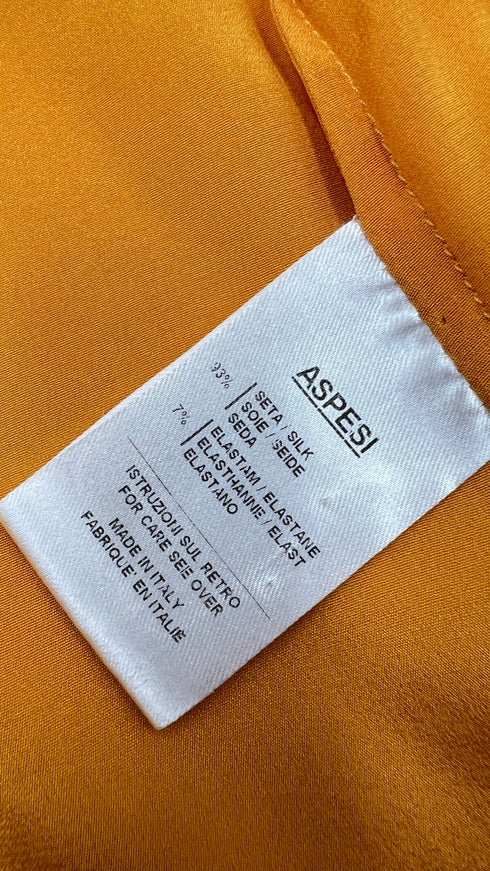 ASPESI
93% SETA / SILK
SOIE / SEIDE
SEDA
7% ELASTAM / ELASTANE
ELASTHANNE / ELAST
ELASTANO
ISTRUZIONI SUL RETRO
FOR CARE SEE OVER
MADE IN ITALY
FABRIQUE EN ITALIÈ